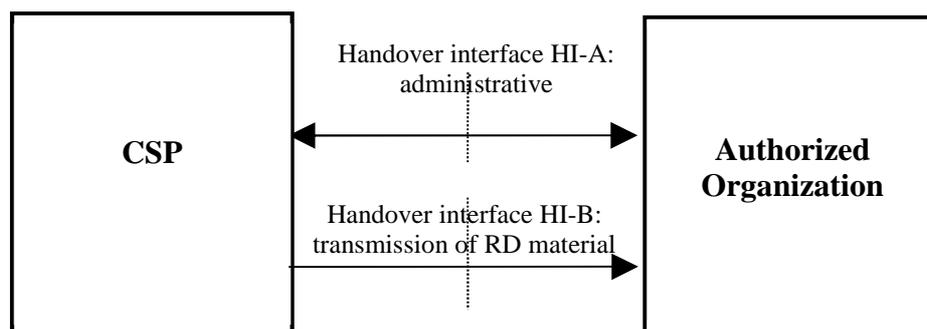 Handover interface HI-A:
administrative
CSP
Authorized
Organization
Handover interface HI-B:
transmission of RD material